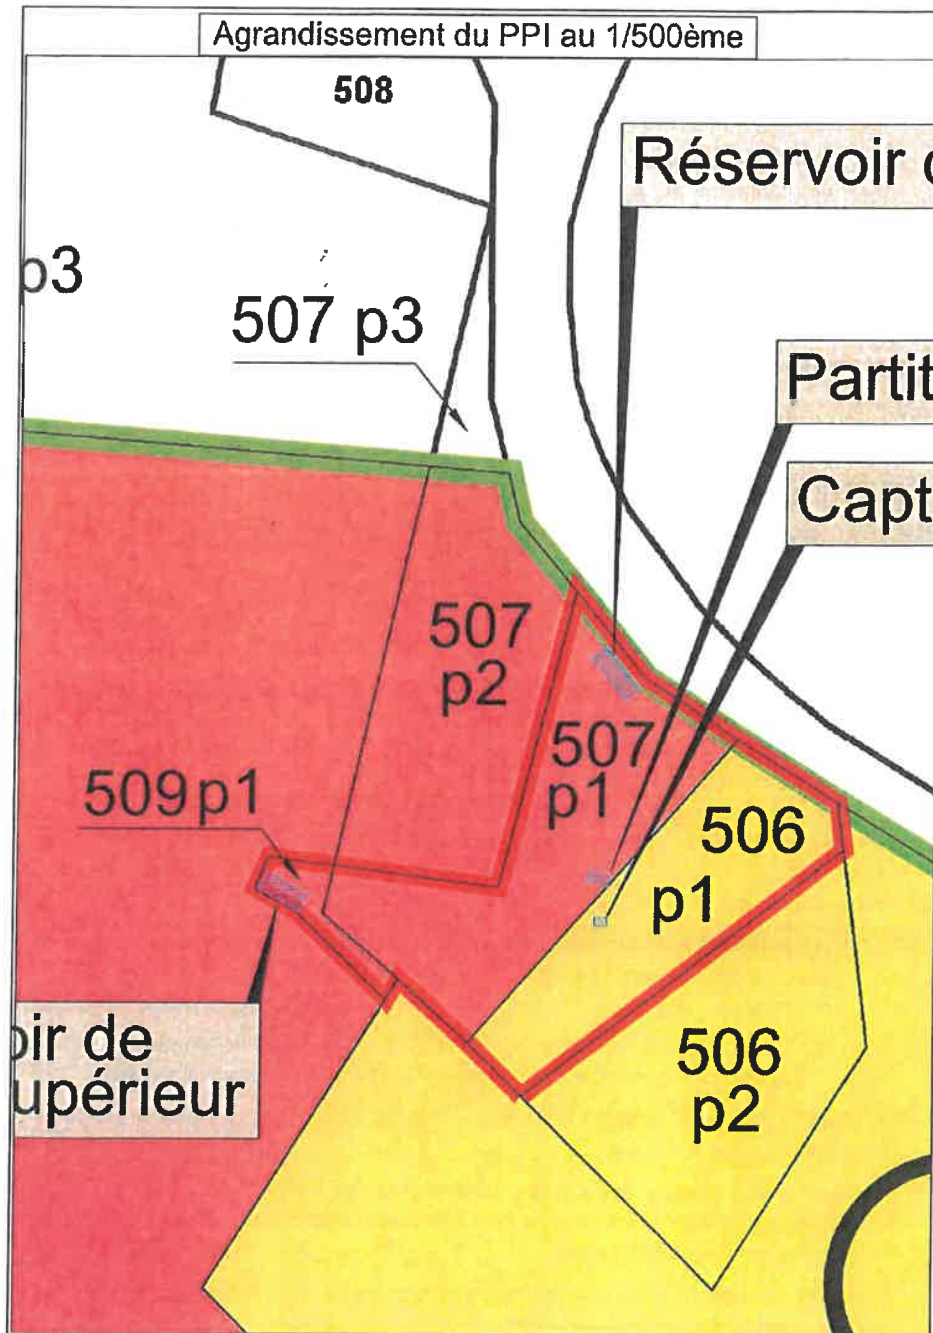 Agrandissement du PPI au 1/500ème
508
Réservoir
p3
507 p3
Partit
Capt
507
p2
507
p1
509 p1
506
p1
oir de
upérieur
506
p2